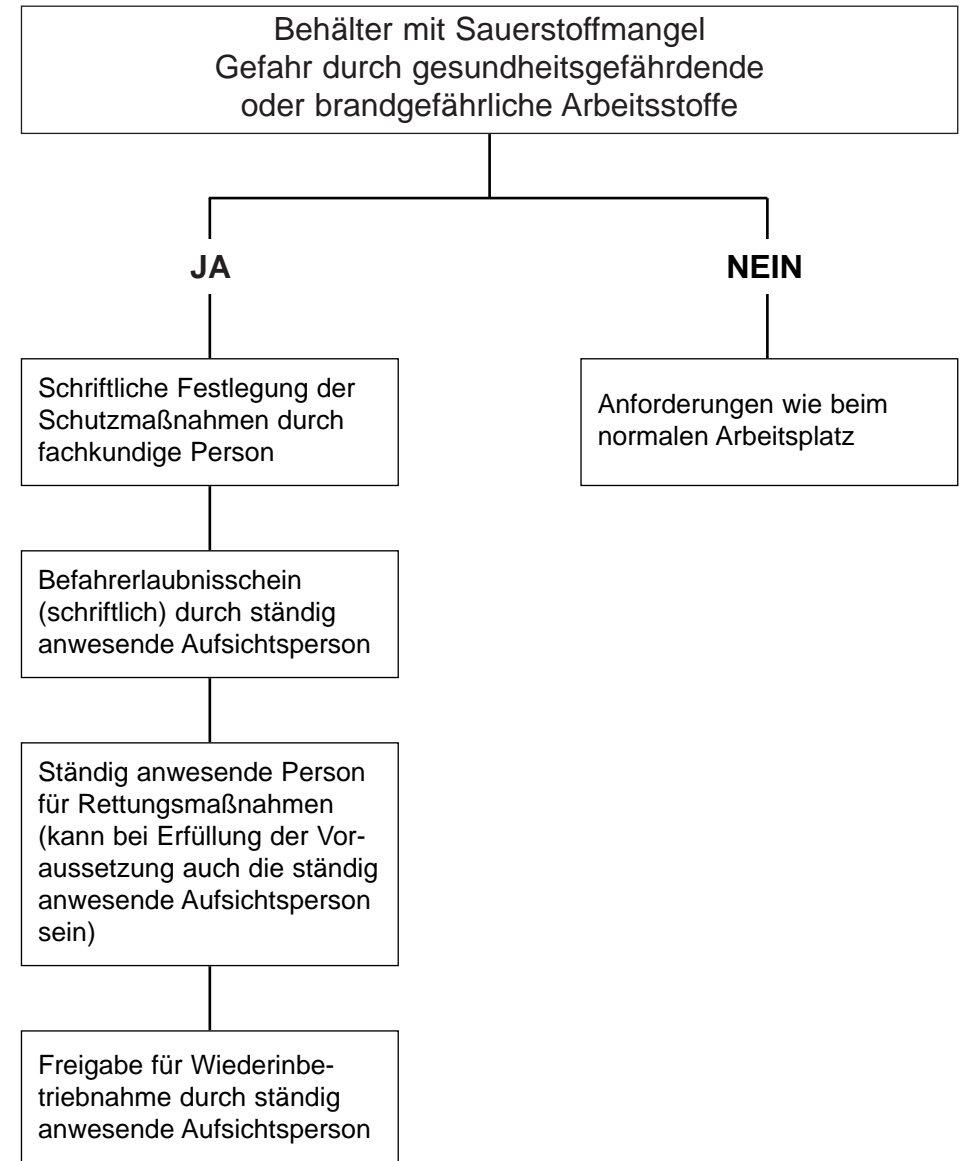 Behälter mit Sauerstoffmangel
Gefahr durch gesundheitsgefährdende
oder brandgefährliche Arbeitsstoffe
JA
NEIN
Schriftliche Festlegung der
Schutzmaßnahmen durch
fachkundige Person
Anforderungen wie beim
normalen Arbeitsplatz
Befahrerlaubnisschein
(schriftlich) durch ständig
anwesende Aufsichtsperson
Ständig anwesende Person
für Rettungsmaßnahmen
(kann bei Erfüllung der Vor-
aussetzung auch die ständig
anwesende Aufsichtsperson
sein)
Freigabe für Wiederinbe-
triebnahme durch ständig
anwesende Aufsichtsperson